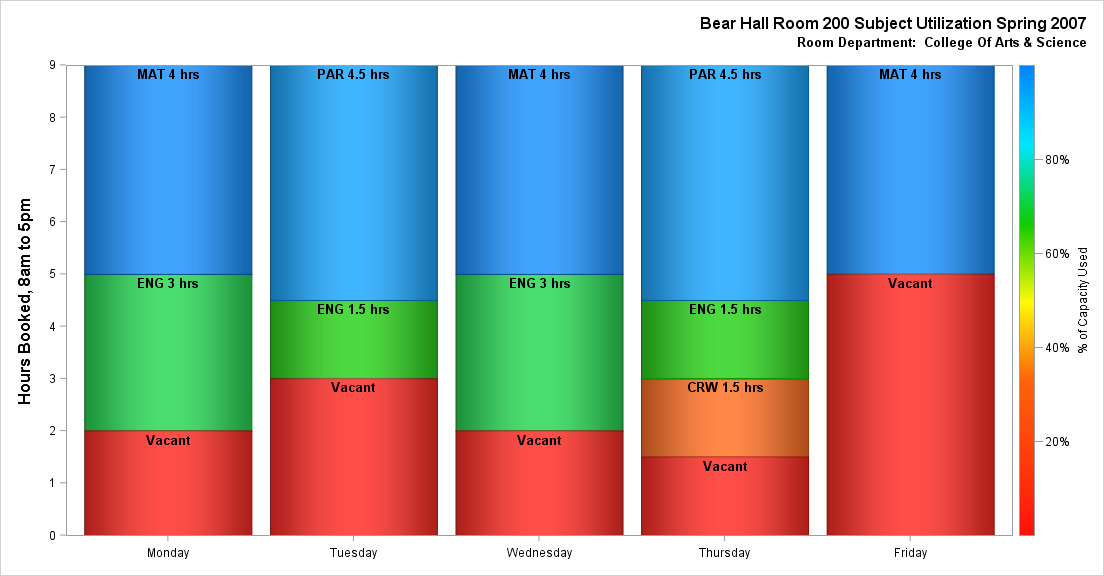 Bear Hall Room 200 Subject Utilization Spring 2007
Room Department: College Of Arts & Science
Hours Booked, 8am to 5pm
9
8
7
6
5
4
3
2
1
0
MAT 4 hrs
ENG 3 hrs
Vacant
PAR 4.5 hrs
ENG 1.5 hrs
Vacant
MAT 4 hrs
ENG 3 hrs
Vacant
PAR 4.5 hrs
ENG 1.5 hrs
CRW 1.5 hrs
Vacant
MAT 4 hrs
Vacant
Monday
Tuesday
Wednesday
Thursday
Friday
80%
60%
40%
20%
% of Capacity Used